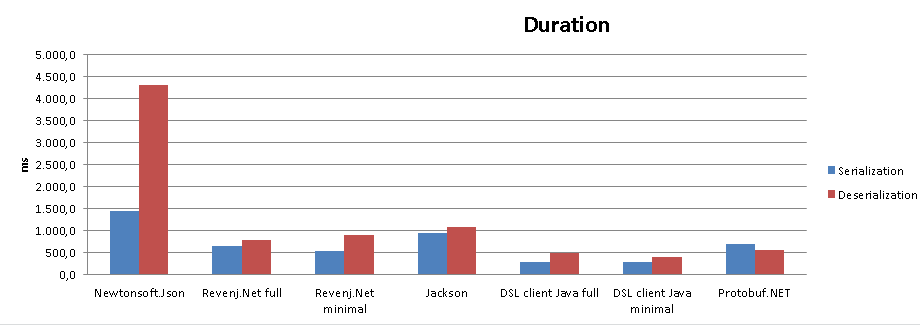 Duration
5.000,0
4.500,0
4.000,0
3.500,0
3.000,0
2.500,0
2.000,0
1.500,0
1.000,0
500,0
0,0
ms
Newtonsoft.Json
Revenj.Net full
Revenj.Net
minimal
Jackson
DSL client Java full
DSL client Java
minimal
Protobuf.NET
Serialization
Deserialization